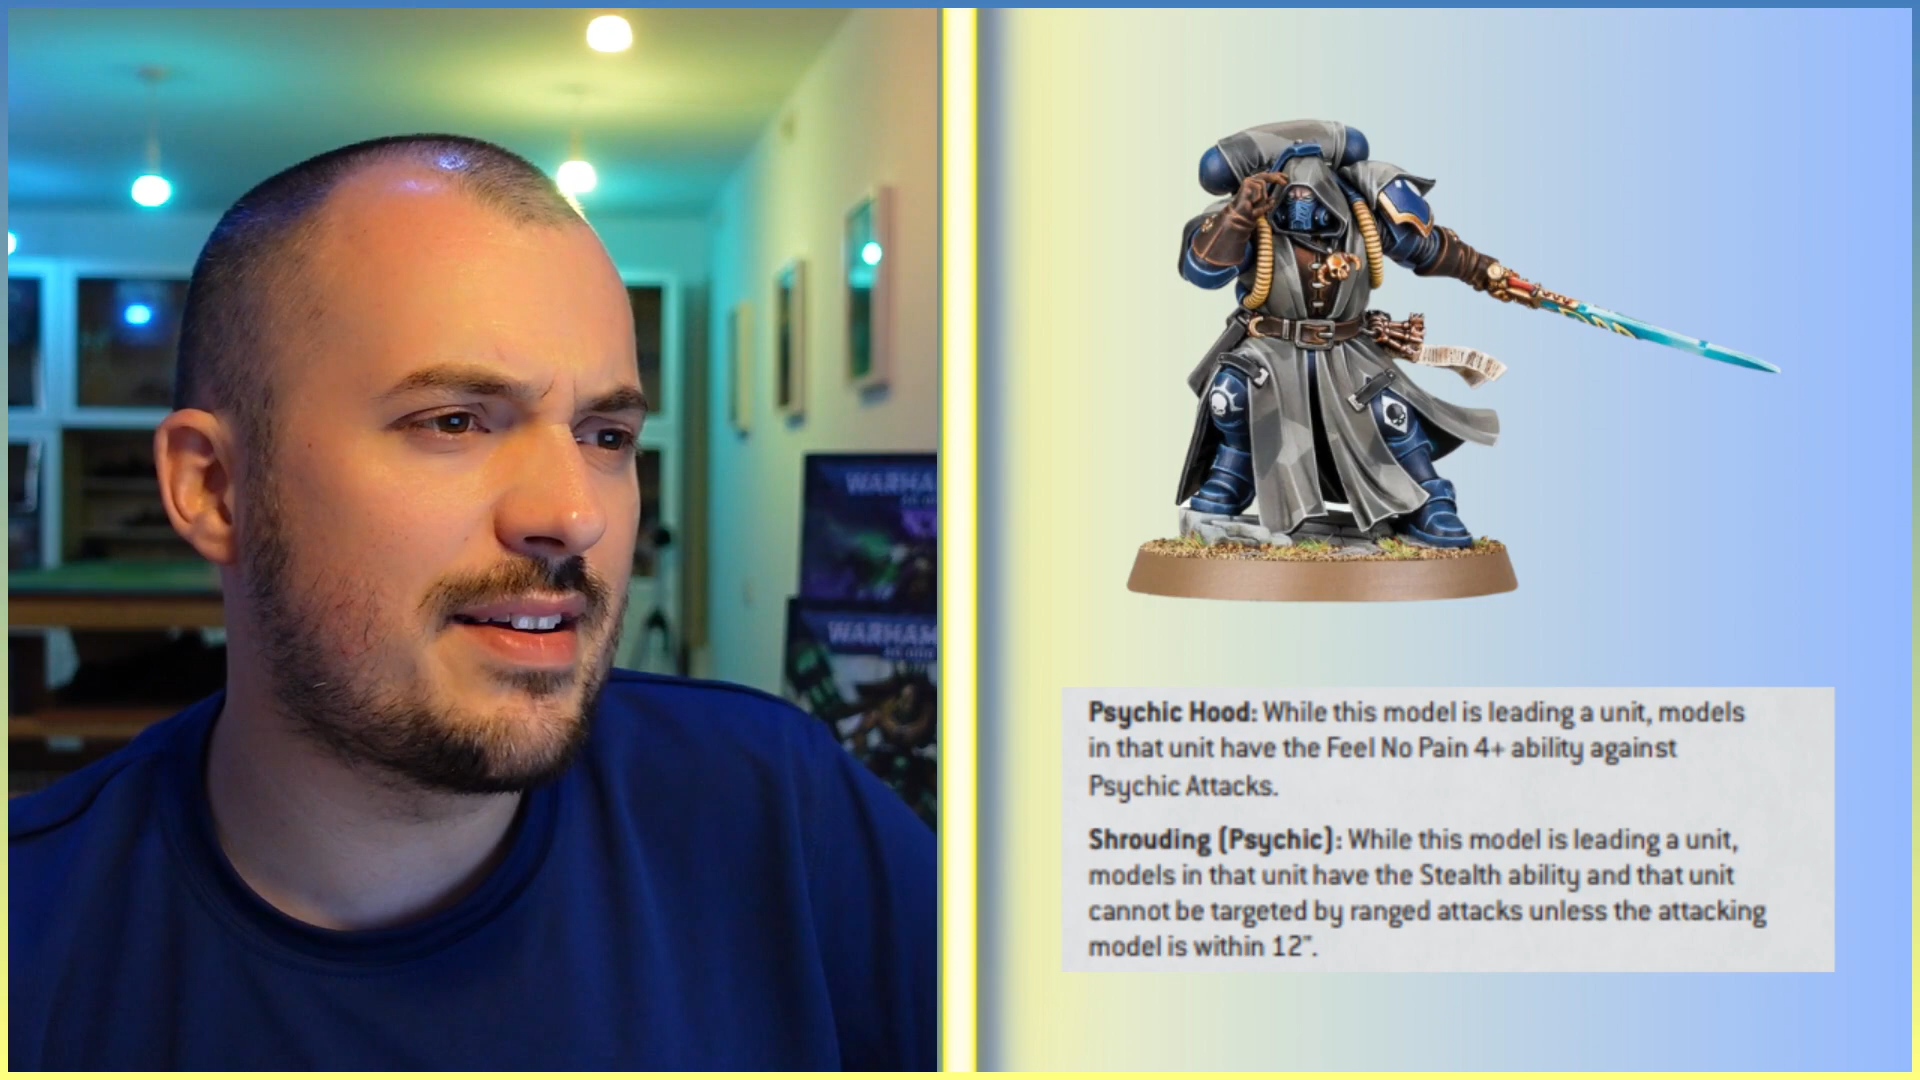 WARHA
WARHAM
Psychic Hood: While this model is leading a unit, models
in that unit have the Feel No Pain 4+ ability against
Psychic Attacks.
Shrouding (Psychic): While this model is leading a unit,
models in that unit have the Stealth ability and that unit
cannot be targeted by ranged attacks unless the attacking
model is within 12".